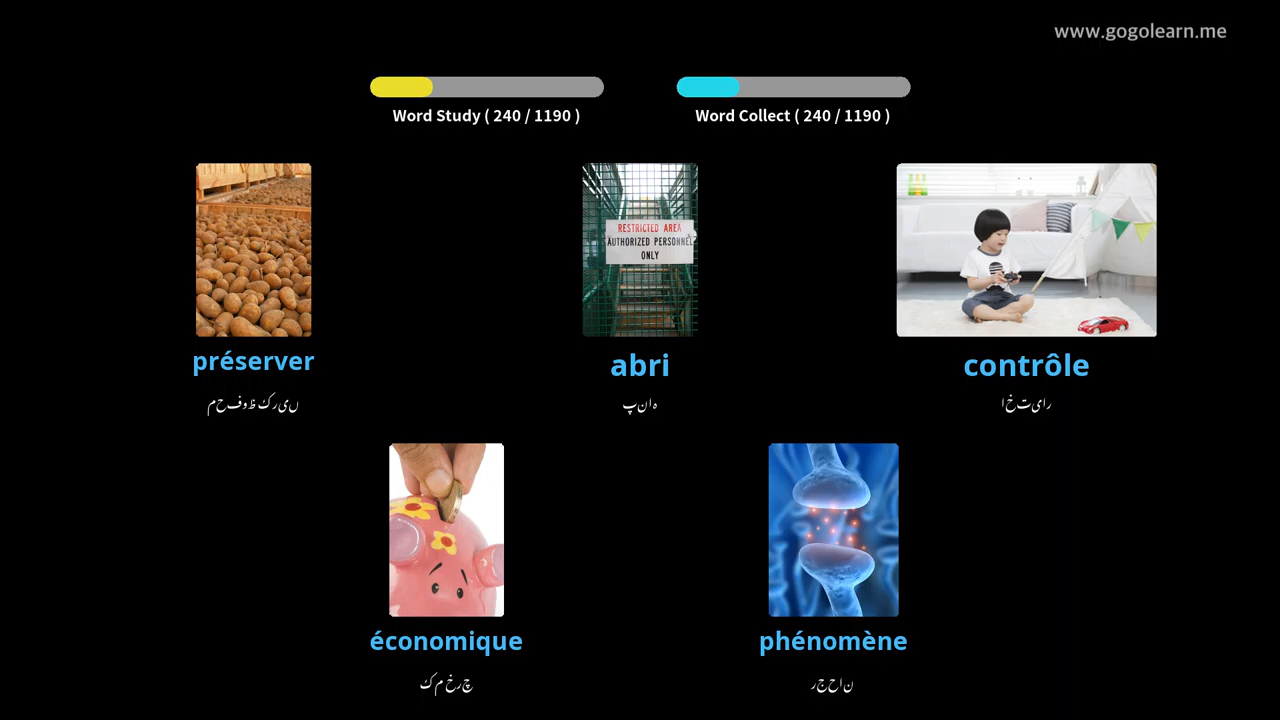 www.gogolearn.me
Word Study ( 240 / 1190 )
Word Collect ( 240 / 1190 )
préserver
محفوظ کریں
abri
پناہ
contrôle
اختیار
économique
کم خرچ
phénomène
رجحان
RESTRICTED AREA
AUTHORIZED PERSONNEL
ONLY